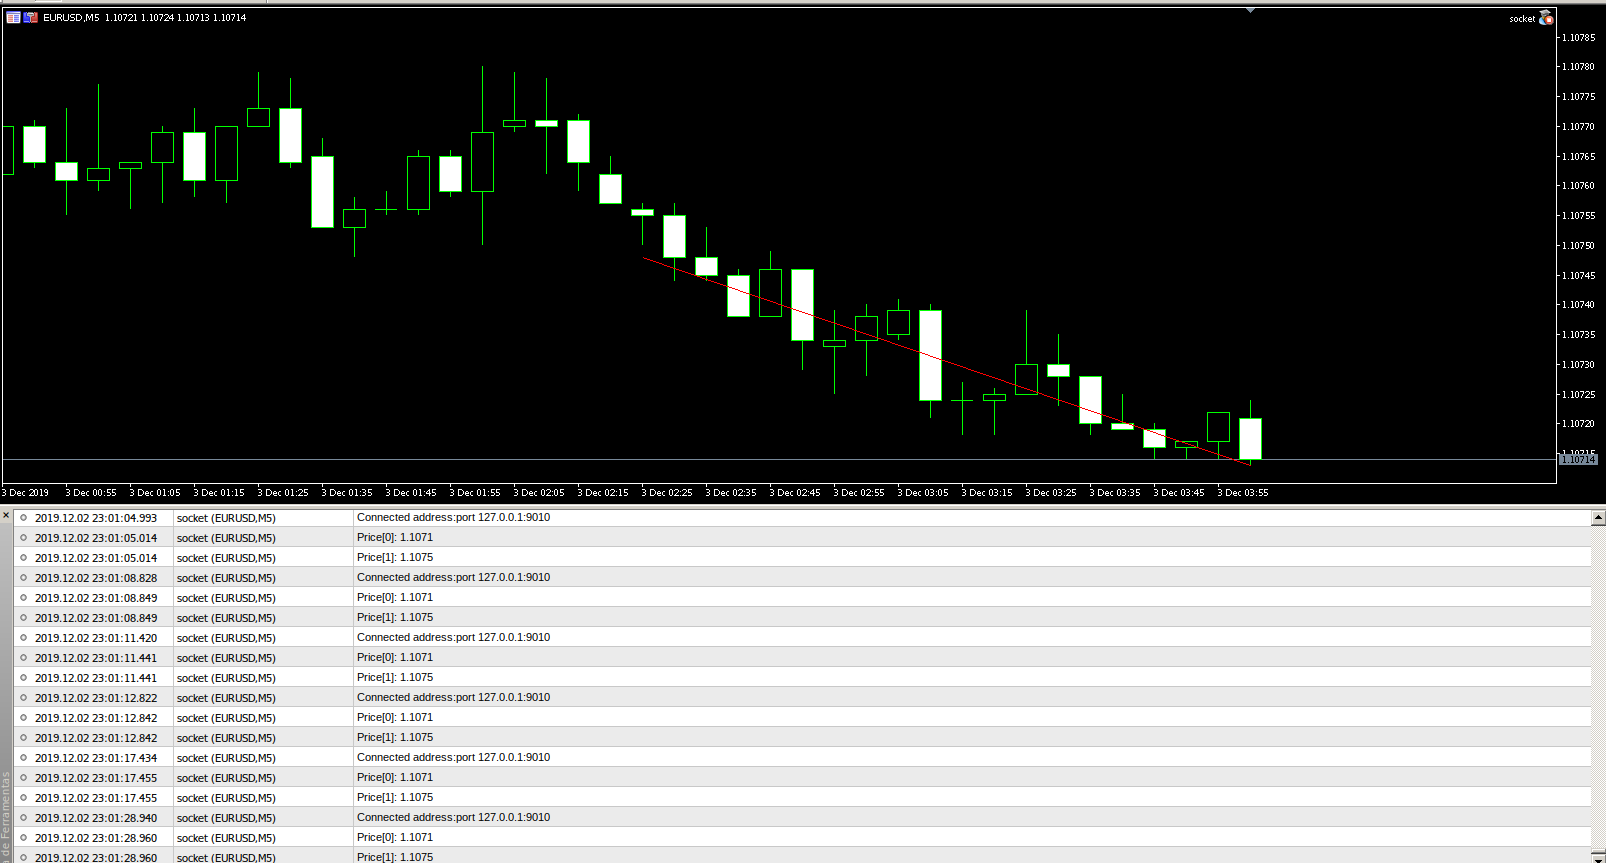 EURUSD,M5 1.10721 1.10724 1.10713 1.10714
socket
1.10785
1.10780
1.10775
1.10770
1.10765
1.10760
1.10755
1.10750
1.10745
1.10740
1.10735
1.10730
1.10725
1.10720
1.10715
1.10714
3 Dec 2019 3 Dec 00:55 3 Dec 01:05 3 Dec 01:15 3 Dec 01:25 3 Dec 01:35 3 Dec 01:45 3 Dec 01:55 3 Dec 02:05 3 Dec 02:15 3 Dec 02:25 3 Dec 02:35 3 Dec 02:45 3 Dec 02:55 3 Dec 03:05 3 Dec 03:15 3 Dec 03:25 3 Dec 03:35 3 Dec 03:45 3 Dec 03:55
2019.12.02 23:01:04.993 socket (EURUSD,M5) Connected address:port 127.0.0.1:9010
2019.12.02 23:01:05.014 socket (EURUSD,M5) Price[0]: 1.1071
2019.12.02 23:01:05.014 socket (EURUSD,M5) Price[1]: 1.1075
2019.12.02 23:01:08.828 socket (EURUSD,M5) Connected address:port 127.0.0.1:9010
2019.12.02 23:01:08.849 socket (EURUSD,M5) Price[0]: 1.1071
2019.12.02 23:01:08.849 socket (EURUSD,M5) Price[1]: 1.1075
2019.12.02 23:01:11.420 socket (EURUSD,M5) Connected address:port 127.0.0.1:9010
2019.12.02 23:01:11.441 socket (EURUSD,M5) Price[0]: 1.1071
2019.12.02 23:01:11.441 socket (EURUSD,M5) Price[1]: 1.1075
2019.12.02 23:01:12.822 socket (EURUSD,M5) Connected address:port 127.0.0.1:9010
2019.12.02 23:01:12.842 socket (EURUSD,M5) Price[0]: 1.1071
2019.12.02 23:01:12.842 socket (EURUSD,M5) Price[1]: 1.1075
2019.12.02 23:01:17.434 socket (EURUSD,M5) Connected address:port 127.0.0.1:9010
2019.12.02 23:01:17.455 socket (EURUSD,M5) Price[0]: 1.1071
2019.12.02 23:01:17.455 socket (EURUSD,M5) Price[1]: 1.1075
2019.12.02 23:01:28.940 socket (EURUSD,M5) Connected address:port 127.0.0.1:9010
2019.12.02 23:01:28.960 socket (EURUSD,M5) Price[0]: 1.1071
2019.12.02 23:01:28.960 socket (EURUSD,M5) Price[1]: 1.1075
de Ferramentas